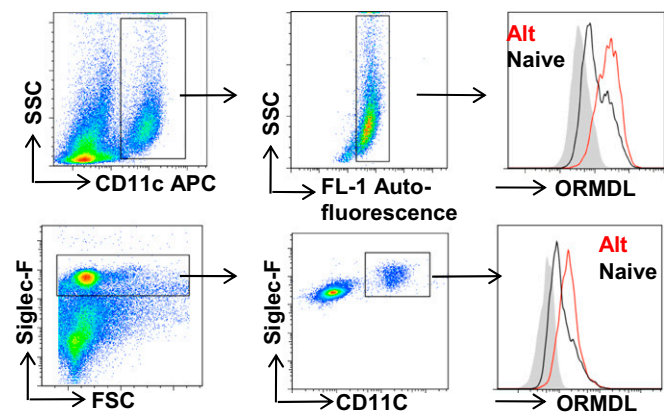 SSC
CD11c APC
SSC
FL-1 Auto-
fluorescence
Alt
Naive
ORMDL
Siglec-F
FSC
Siglec-F
CD11C
Alt
Naive
ORMDL